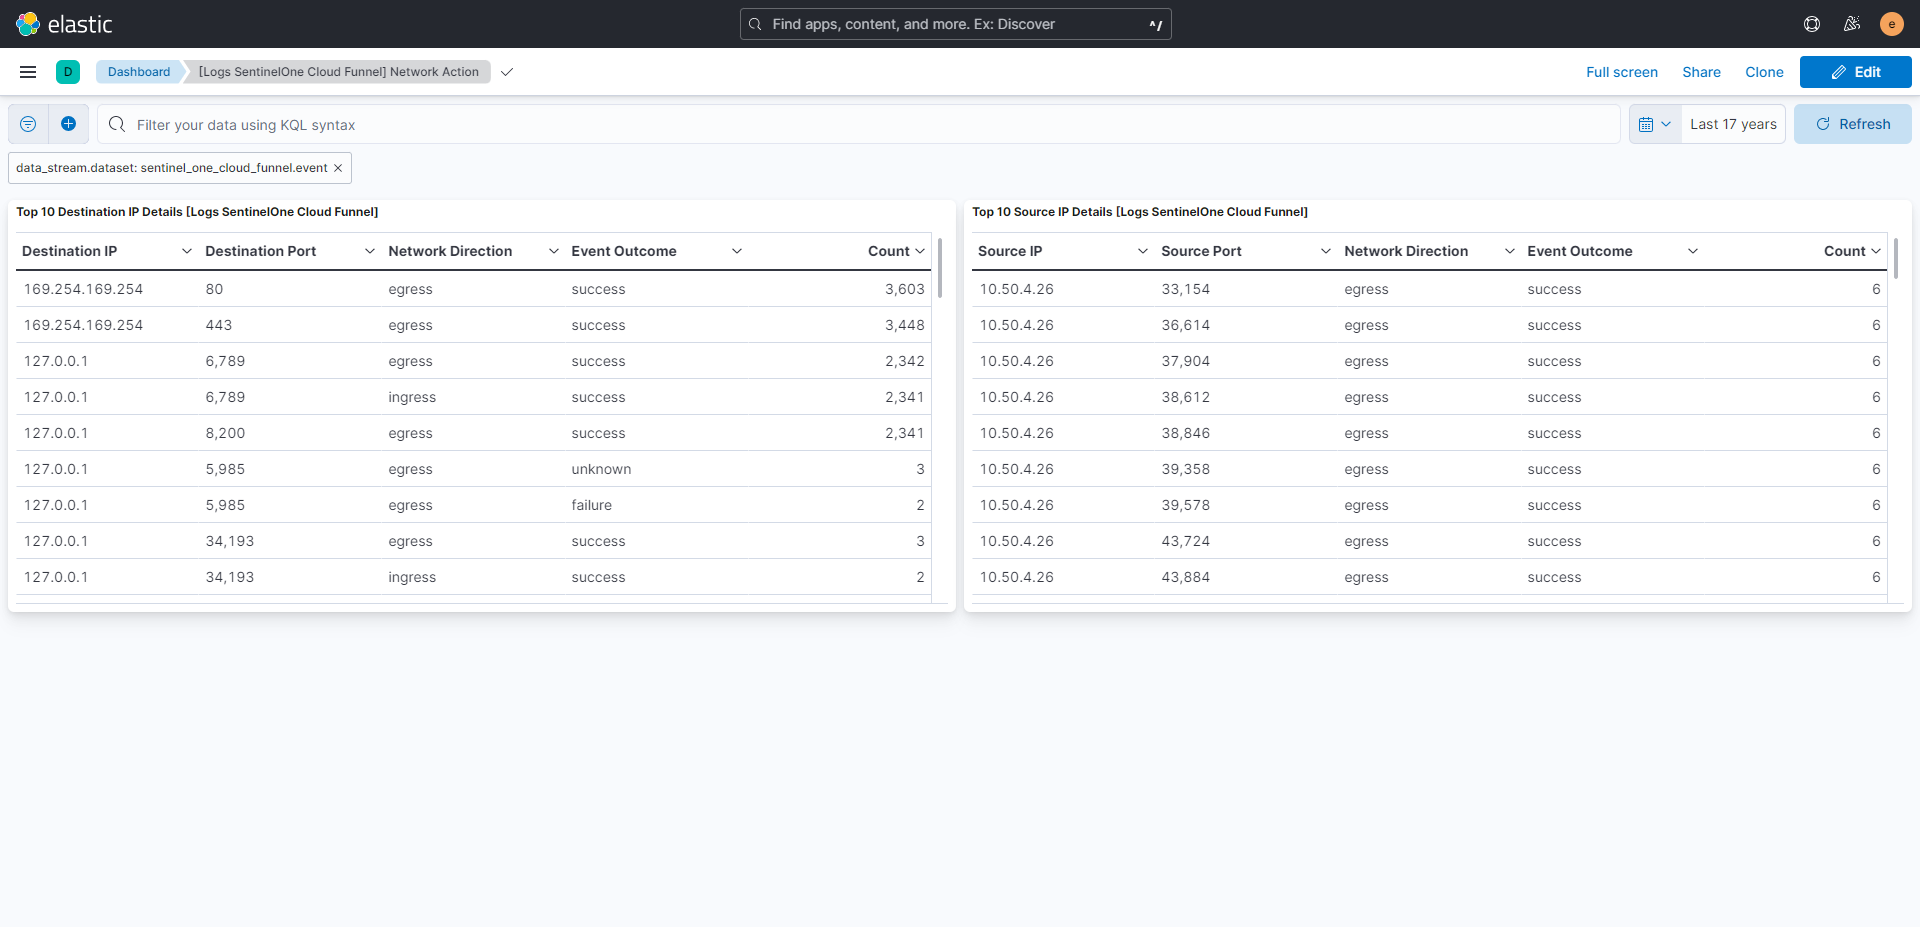 elastic
Find apps, content, and more. Ex: Discover ^/
e
D Dashboard [Logs SentinelOne Cloud Funnel] Network Action Full screen Share Clone Edit
Filter your data using KQL syntax Last 17 years Refresh
data_stream.dataset: sentinel_one_cloud_funnel.event ×
Top 10 Destination IP Details [Logs SentinelOne Cloud Funnel]
Destination IP Destination Port Network Direction Event Outcome Count
169.254.169.254 80 egress success 3,603
169.254.169.254 443 egress success 3,448
127.0.0.1 6,789 egress success 2,342
127.0.0.1 6,789 ingress success 2,341
127.0.0.1 8,200 egress success 2,341
127.0.0.1 5,985 egress unknown 3
127.0.0.1 5,985 egress failure 2
127.0.0.1 34,193 egress success 3
127.0.0.1 34,193 ingress success 2
Top 10 Source IP Details [Logs SentinelOne Cloud Funnel]
Source IP Source Port Network Direction Event Outcome Count
10.50.4.26 33,154 egress success 6
10.50.4.26 36,614 egress success 6
10.50.4.26 37,904 egress success 6
10.50.4.26 38,612 egress success 6
10.50.4.26 38,846 egress success 6
10.50.4.26 39,358 egress success 6
10.50.4.26 39,578 egress success 6
10.50.4.26 43,724 egress success 6
10.50.4.26 43,884 egress success 6